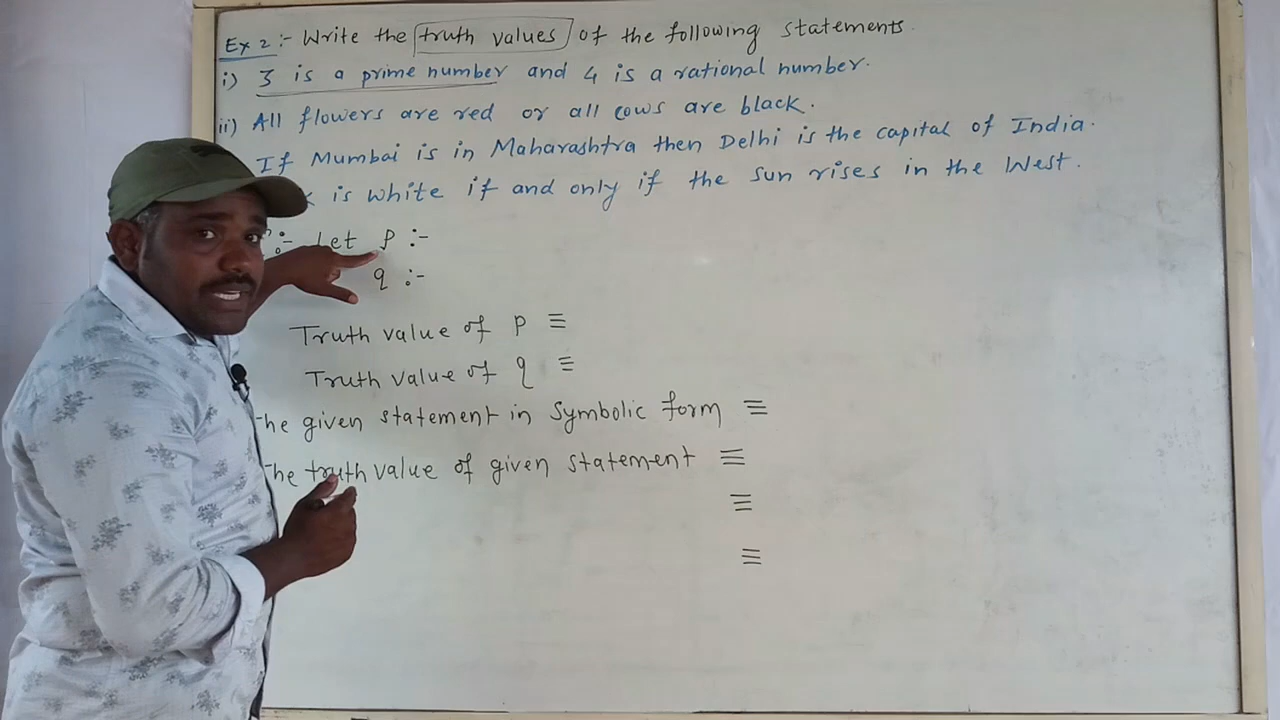 Ex 2 :- Write the truth values of the following statements.
i) 3 is a prime number and 4 is a rational number.
ii) All flowers are red or all cows are black.
If Mumbai is in Maharashtra then Delhi is the capital of India.
is white if and only if the sun rises in the West.
:- Let p :-
q :-
Truth value of p ≡
Truth value of q ≡
he given statement in symbolic form ≡
The truth value of given statement ≡
≡
≡